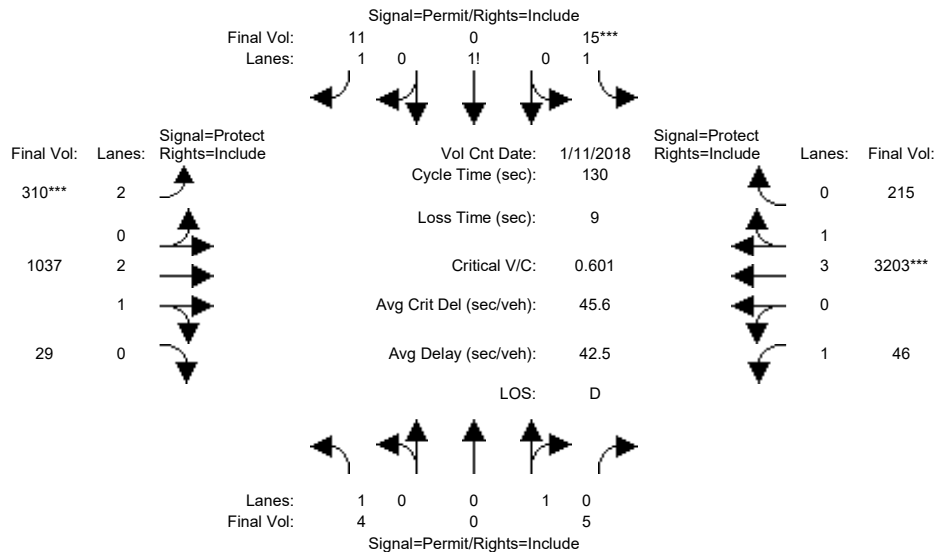 Signal=Permit/Rights=Include
Final Vol: 11 0 15***
Lanes: 1 0 1! 0 1
Signal=Protect Signal=Protect
Final Vol: Lanes: Rights=Include Vol Cnt Date: 1/11/2018 Rights=Include Lanes: Final Vol:
Cycle Time (sec): 130
310*** 2 0 215
Loss Time (sec): 9
0 1
1037 2 Critical V/C: 0.601 3 3203***
1 Avg Crit Del (sec/veh): 45.6 0
29 0 Avg Delay (sec/veh): 42.5 1 46
LOS: D
Lanes: 1 0 0 1 0
Final Vol: 4 0 5
Signal=Permit/Rights=Include